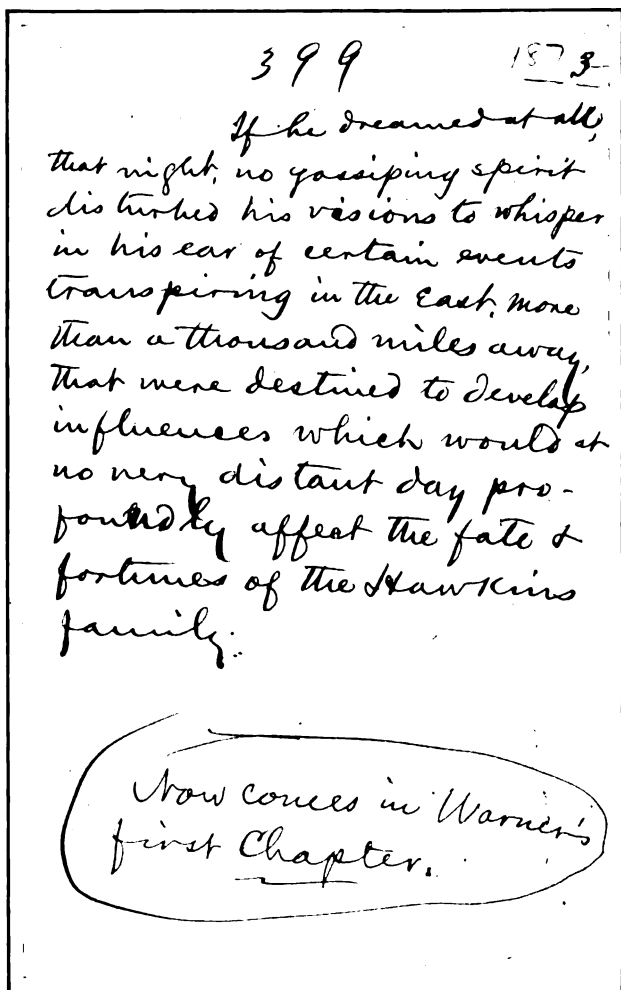 399 1873
If he dreamed at all,
that night, no gossiping spirit
disturbed his visions to whisper
in his ear of certain events
transpiring in the East, more
than a thousand miles away,
that were destined to develop
influences which would at
no very distant day pro-
foundly affect the fate &
fortunes of the Hawkins
family.
Now comes in Warner's
first Chapter.